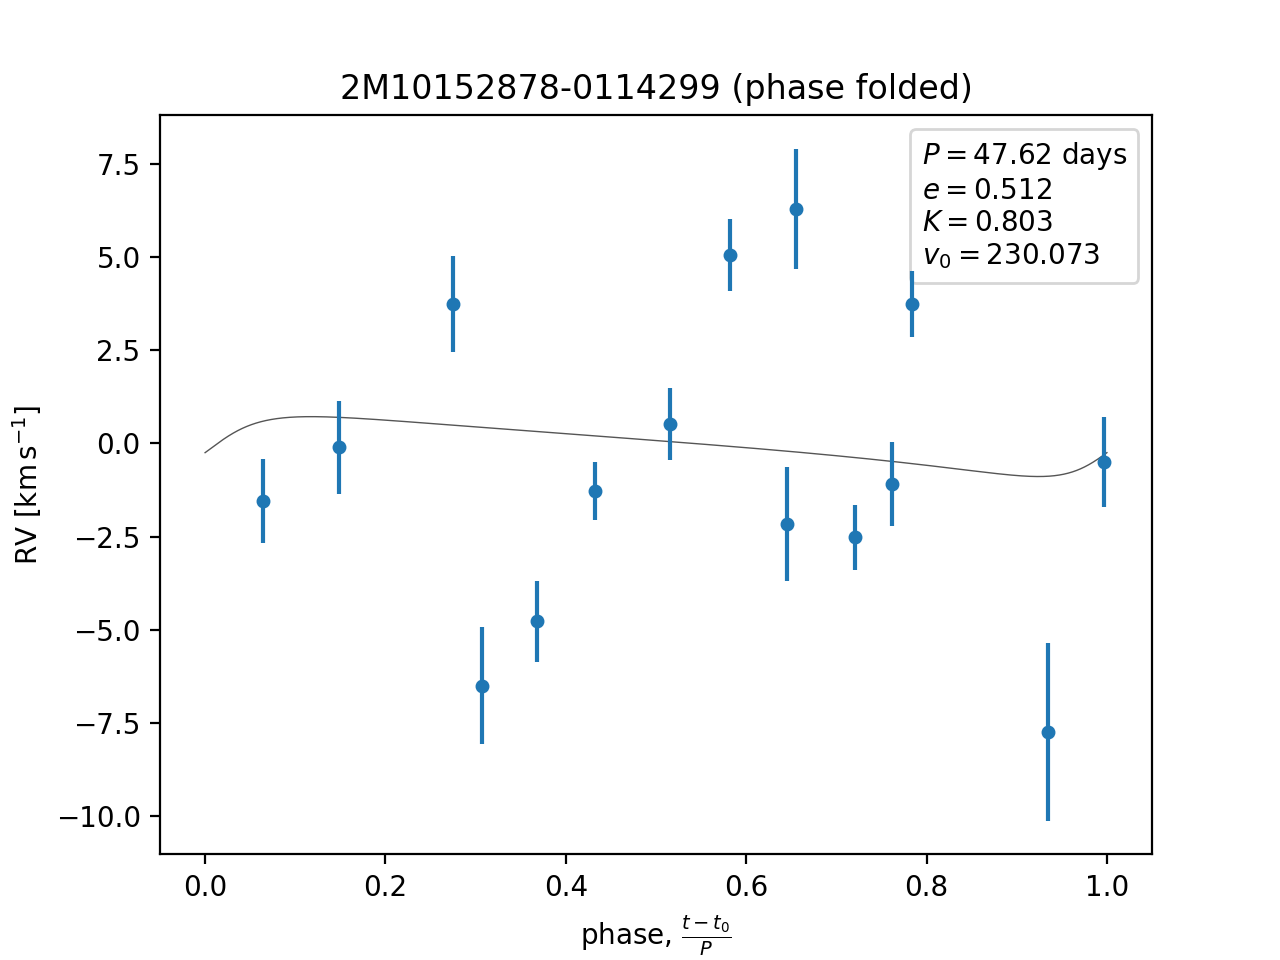 2M10152878-0114299 (phase folded)
P = 47.62 days
e = 0.512
K = 0.803
v₀ = 230.073
7.5
5.0
2.5
0.0
−2.5
−5.0
−7.5
−10.0
RV [km s⁻¹]
0.0 0.2 0.4 0.6 0.8 1.0
phase, (t − t₀)/P